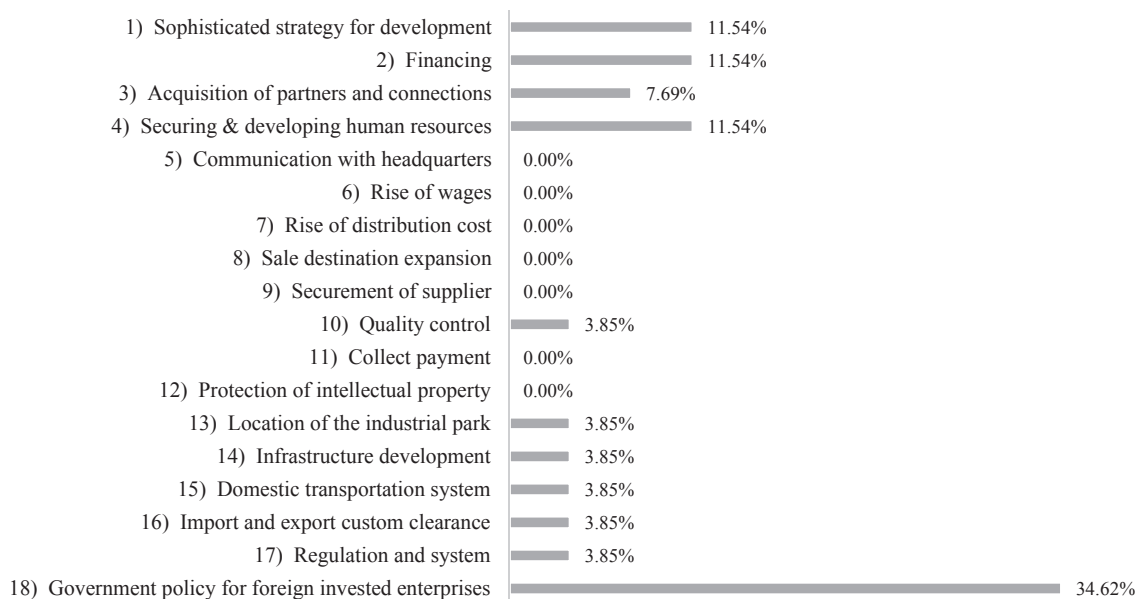 1) Sophisticated strategy for development 11.54%
2) Financing 11.54%
3) Acquisition of partners and connections 7.69%
4) Securing & developing human resources 11.54%
5) Communication with headquarters 0.00%
6) Rise of wages 0.00%
7) Rise of distribution cost 0.00%
8) Sale destination expansion 0.00%
9) Securement of supplier 0.00%
10) Quality control 3.85%
11) Collect payment 0.00%
12) Protection of intellectual property 0.00%
13) Location of the industrial park 3.85%
14) Infrastructure development 3.85%
15) Domestic transportation system 3.85%
16) Import and export custom clearance 3.85%
17) Regulation and system 3.85%
18) Government policy for foreign invested enterprises 34.62%